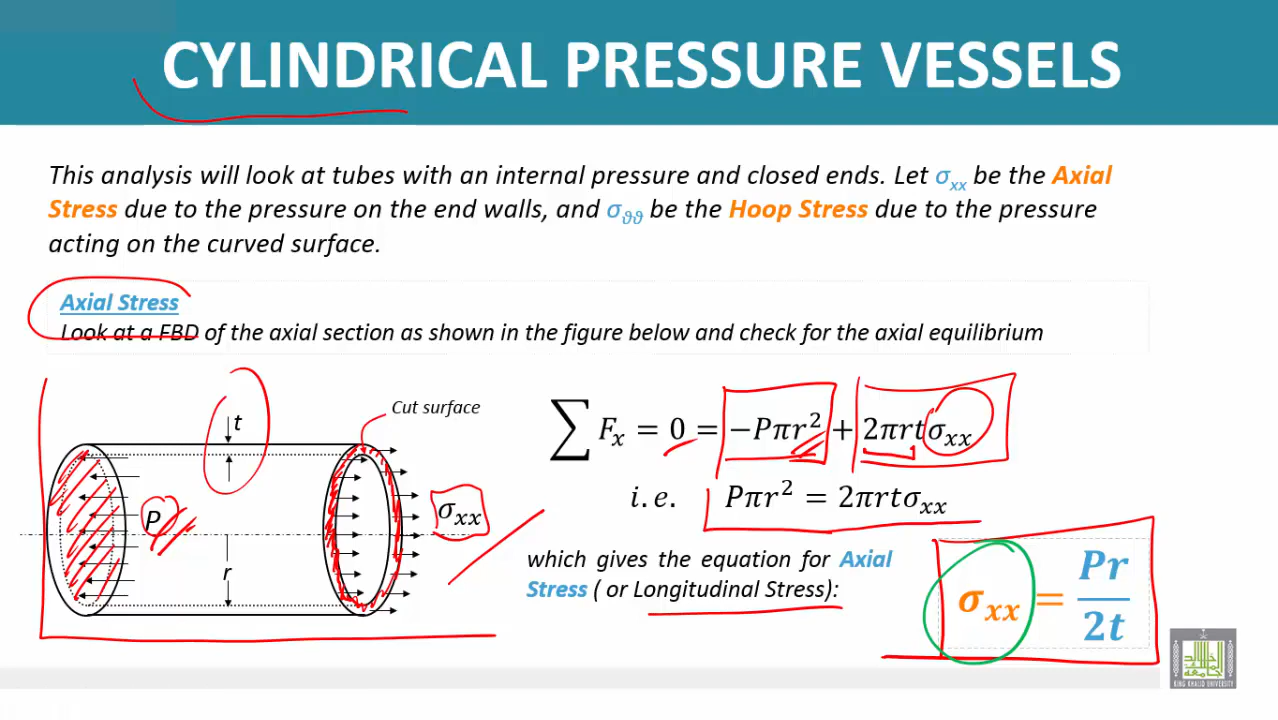 CYLINDRICAL PRESSURE VESSELS
This analysis will look at tubes with an internal pressure and closed ends. Let σxx be the Axial
Stress due to the pressure on the end walls, and σϑϑ be the Hoop Stress due to the pressure
acting on the curved surface.
Axial Stress
Look at a FBD of the axial section as shown in the figure below and check for the axial equilibrium
t
Cut surface
P
σxx
r
∑ Fx = 0 = −Pπr² + 2πrtσxx
i.e. Pπr² = 2πrtσxx
which gives the equation for Axial
Stress ( or Longitudinal Stress):
σxx = Pr/2t
KING KHALID UNIVERSITY